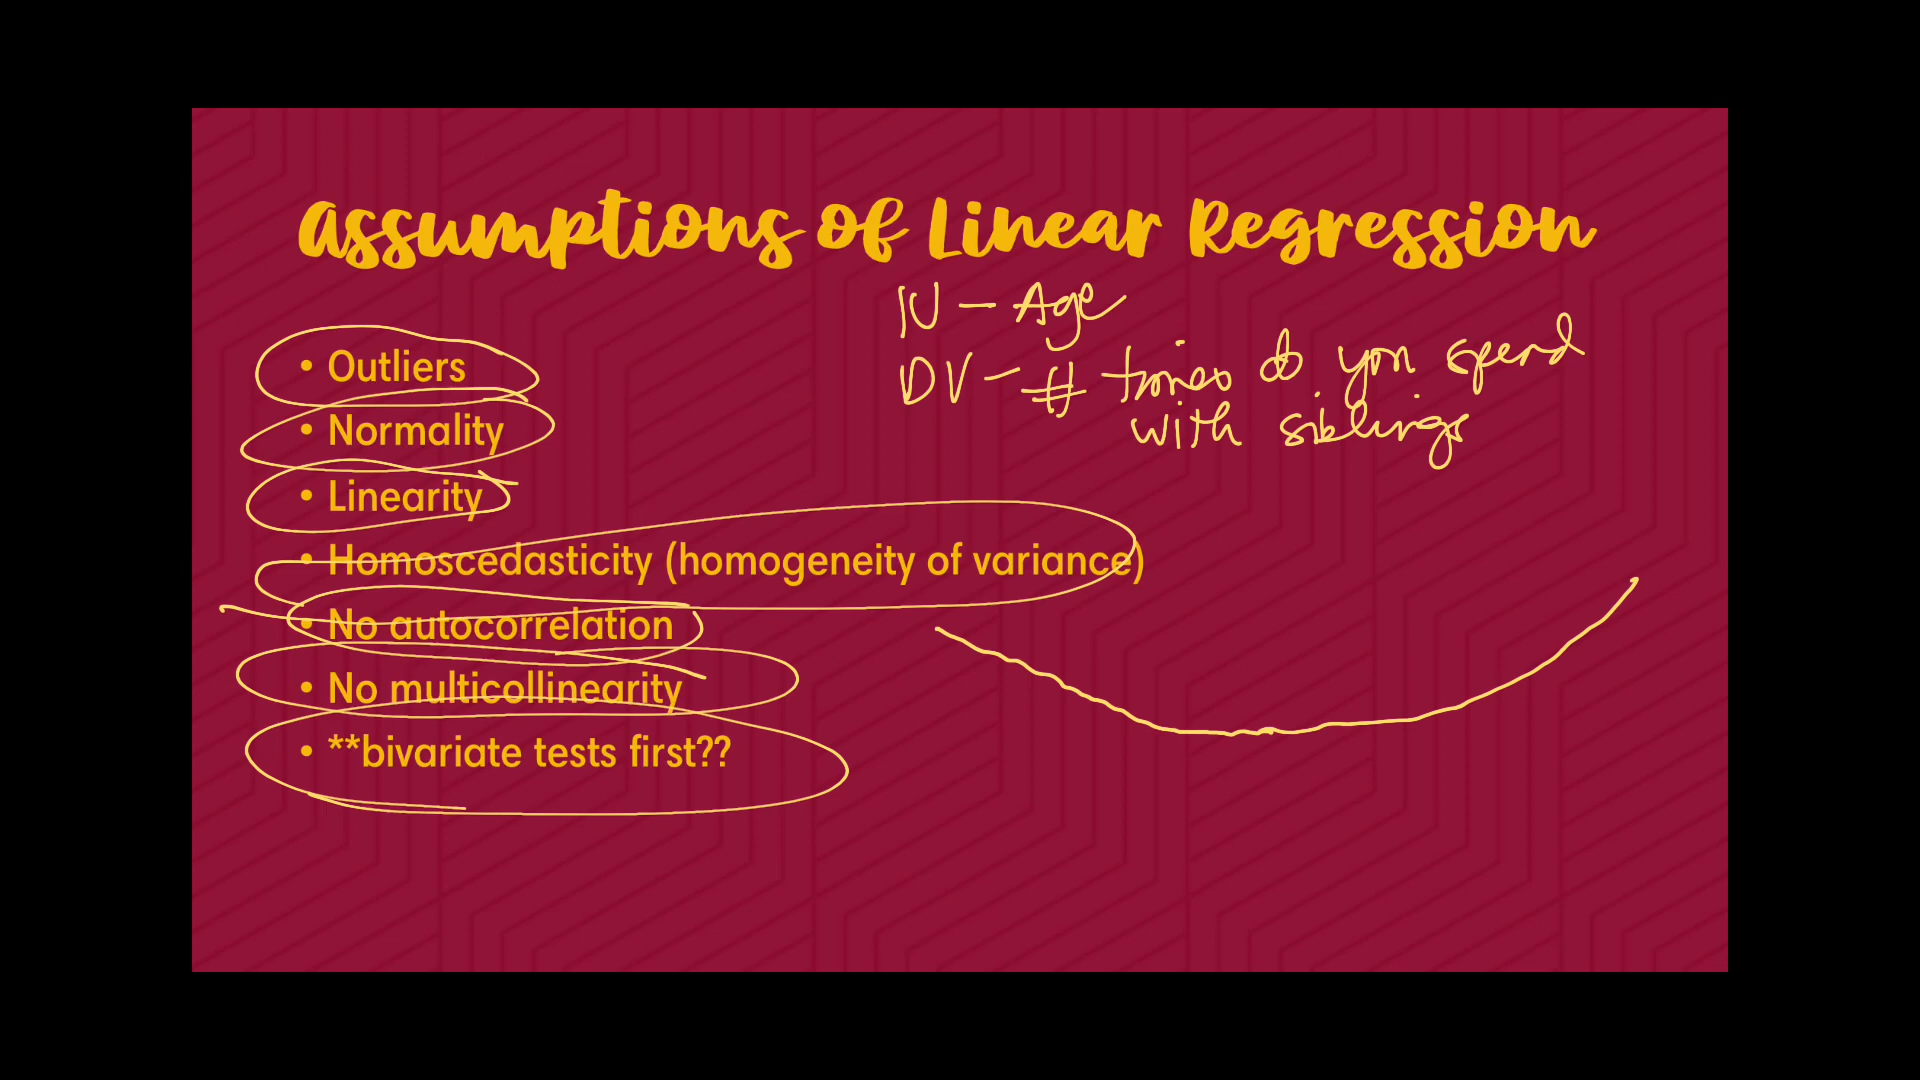 Assumptions of Linear Regression
IV - Age
DV - # times do you spend
with siblings
• Outliers
• Normality
• Linearity
• Homoscedasticity (homogeneity of variance)
• No autocorrelation
• No multicollinearity
• **bivariate tests first??